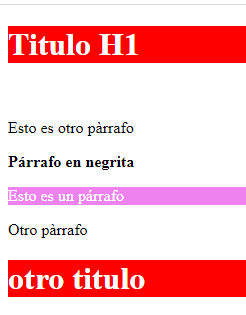 Titulo H1
Esto es otro pàrrafo
Párrafo en negrita
Esto es un párrafo
Otro pàrrafo
otro titulo